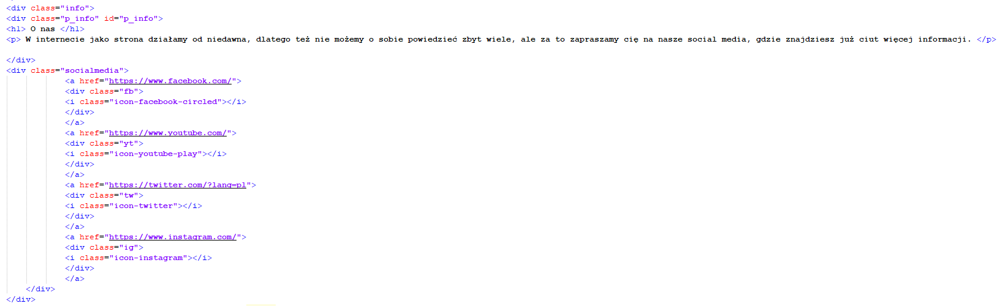 <div class="info">
<div class="p_info" id="p_info">
<h1> O nas </h1>
<p> W internecie jako strona działamy od niedawna, dlatego też nie możemy o sobie powiedzieć zbyt wiele, ale za to zapraszamy cię na nasze social media, gdzie znajdziesz już ciut więcej informacji. </p>
</div>
<div class="socialmedia">
<a href="https://www.facebook.com/">
<div class="fb">
<i class="icon-facebook-circled"></i>
</div>
</a>
<a href="https://www.youtube.com/">
<div class="yt">
<i class="icon-youtube-play"></i>
</div>
</a>
<a href="https://twitter.com/?lang=pl">
<div class="tw">
<i class="icon-twitter"></i>
</div>
</a>
<a href="https://www.instagram.com/">
<div class="ig">
<i class="icon-instagram"></i>
</div>
</a>
</div>
</div>